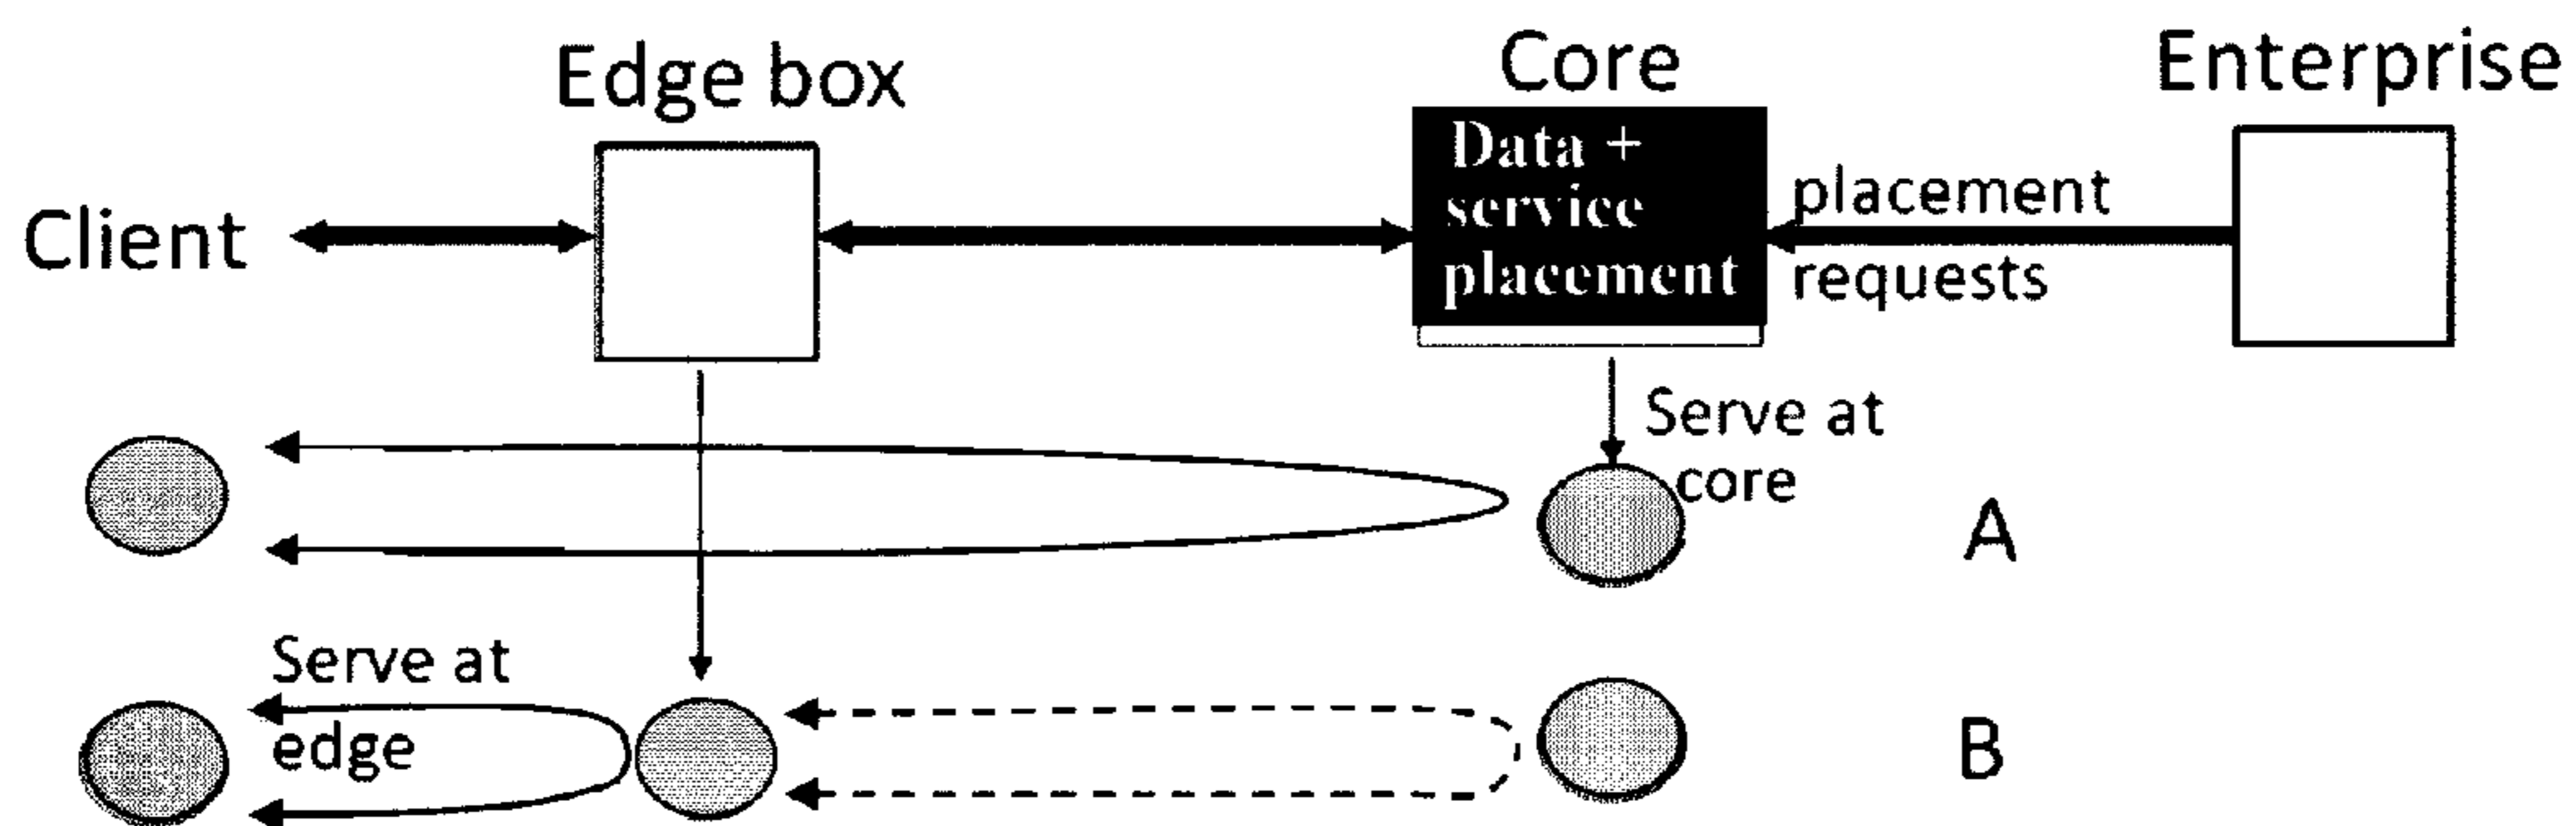 Edge box
Core
Enterprise
Client
Data +
service
placement
placement
requests
Serve at
core
A
Serve at
edge
B